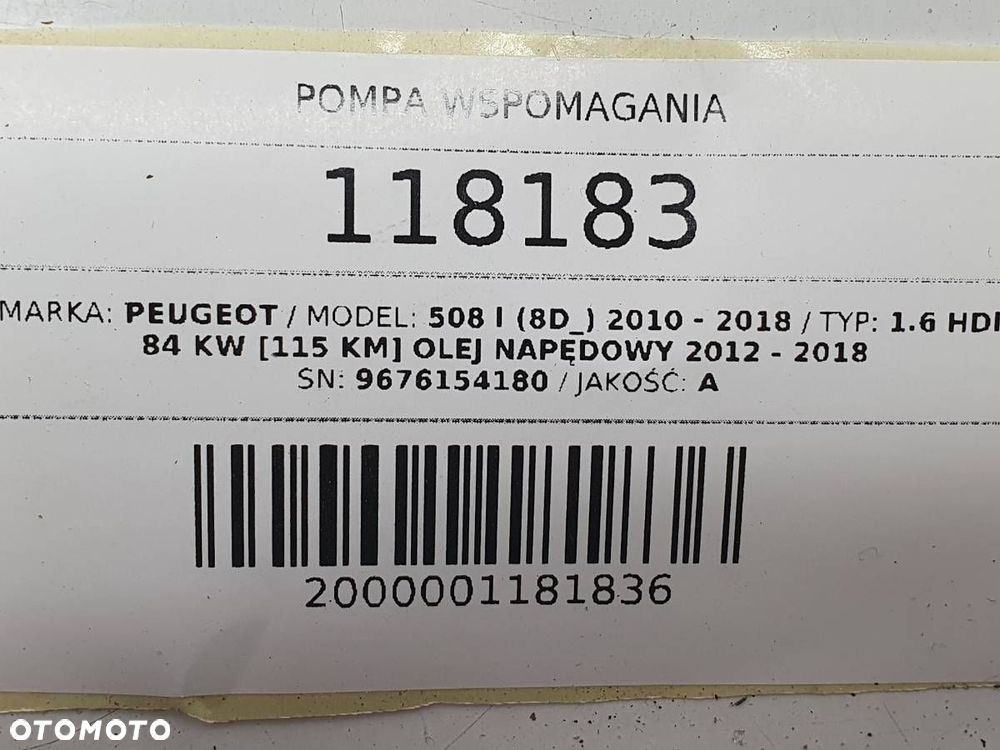 POMPA WSPOMAGANIA
118183
MARKA: PEUGEOT / MODEL: 508 I (8D_) 2010 - 2018 / TYP: 1.6 HDI
84 KW [115 KM] OLEJ NAPĘDOWY 2012 - 2018
SN: 9676154180 / JAKOŚĆ: A
2000001181836
OTOMOTO